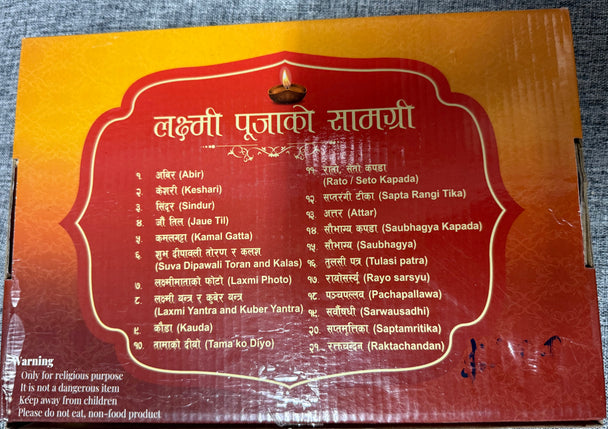 लक्ष्मी पूजाको सामग्री
१. अबिर (Abir)
२. केशरी (Keshari)
३. सिंदूर (Sindur)
४. जौ तिल (Jaue Til)
५. कमलगट्टा (Kamal Gatta)
६. शुभ दीपावली तोरण र कलश
(Suva Dipawali Toran and Kalas)
७. लक्ष्मीमाताको फोटो (Laxmi Photo)
८. लक्ष्मी यन्त्र र कुबेर यन्त्र
(Laxmi Yantra and Kuber Yantra)
९. कौडा (Kauda)
१०. तामाको दीयो (Tama'ko Diyo)
११. रातो, सेतो कपडा
(Rato / Seto Kapada)
१२. सप्तरंगी टीका (Sapta Rangi Tika)
१३. अत्तर (Attar)
१४. सौभाग्य कपडा (Saubhagya Kapada)
१५. सौभाग्य (Saubhagya)
१६. तुलसी पत्र (Tulasi patra)
१७. रायोसर्स्यू (Rayo sarsyu)
१८. पञ्चपल्लव (Pachapallawa)
१९. सर्वोषधी (Sarwausadhi)
२०. सप्तमृत्तिका (Saptamritika)
२१. रक्तचन्दन (Raktachandan)
Warning
Only for religious purpose
It is not a dangerous item
Keep away from children
Please do not eat, non-food product